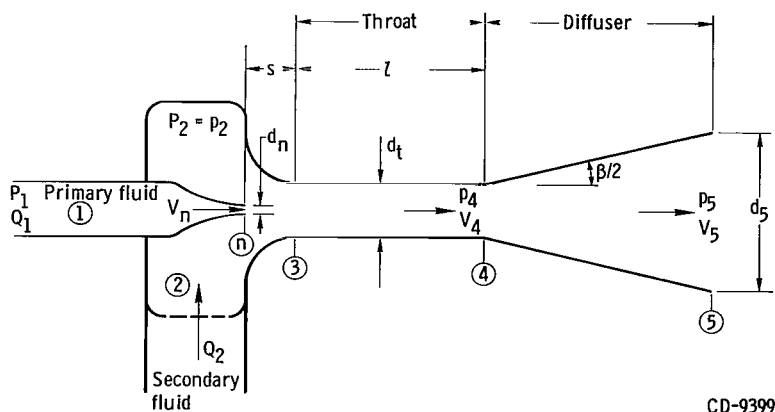 Throat
Diffuser
s
l
P2 = p2
dn
dt
β/2
P1
Primary fluid
Q1
1
Vn
n
p4
V4
p5
V5
d5
2
3
4
5
Q2
Secondary
fluid
CD-9399